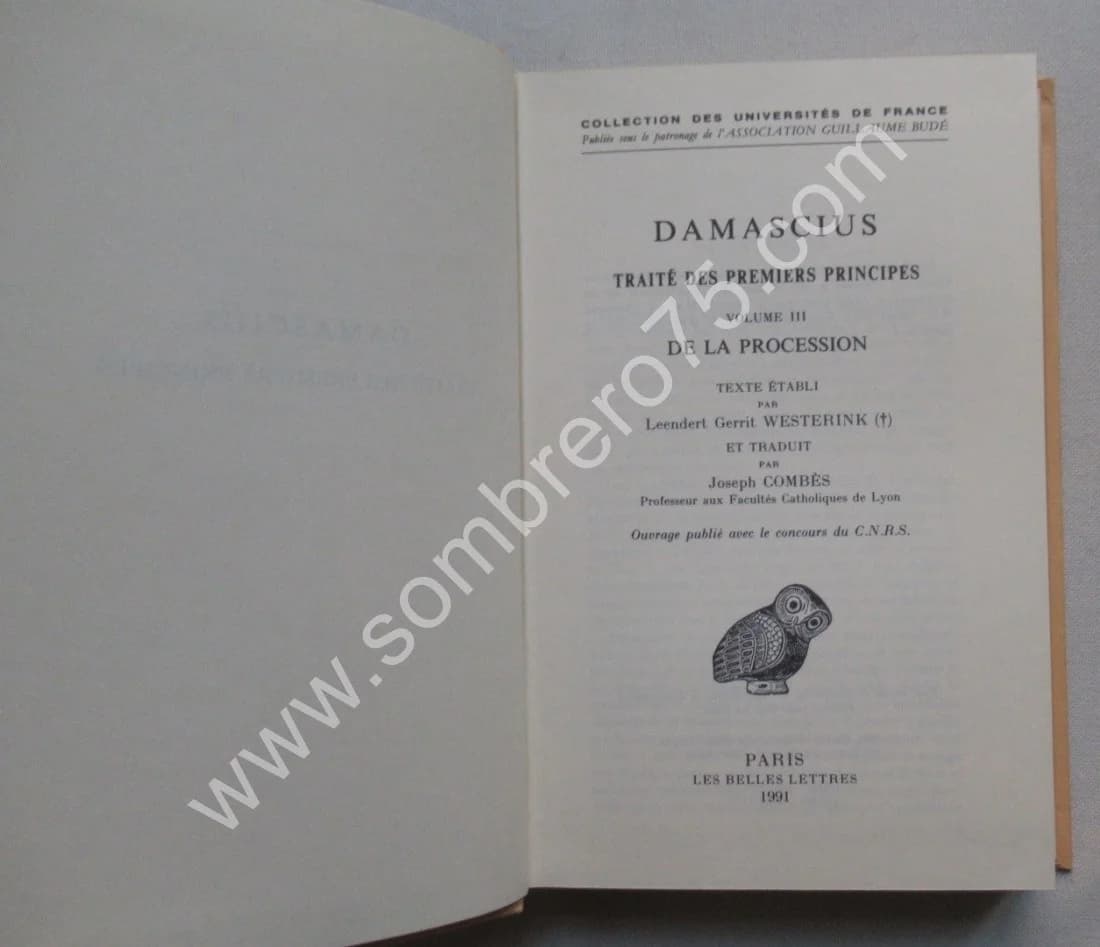 COLLECTION DES UNIVERSITÉS DE FRANCE
Publiée sous le patronage de l'ASSOCIATION GUILLAUME BUDÉ
DAMASCIUS
TRAITÉ DES PREMIERS PRINCIPES
VOLUME III
DE LA PROCESSION
TEXTE ÉTABLI
PAR
Leendert Gerrit WESTERINK (†)
ET TRADUIT
PAR
Joseph COMBÈS
Professeur aux Facultés Catholiques de Lyon
Ouvrage publié avec le concours du C.N.R.S.
PARIS
LES BELLES LETTRES
1991
www.sombrero75.com